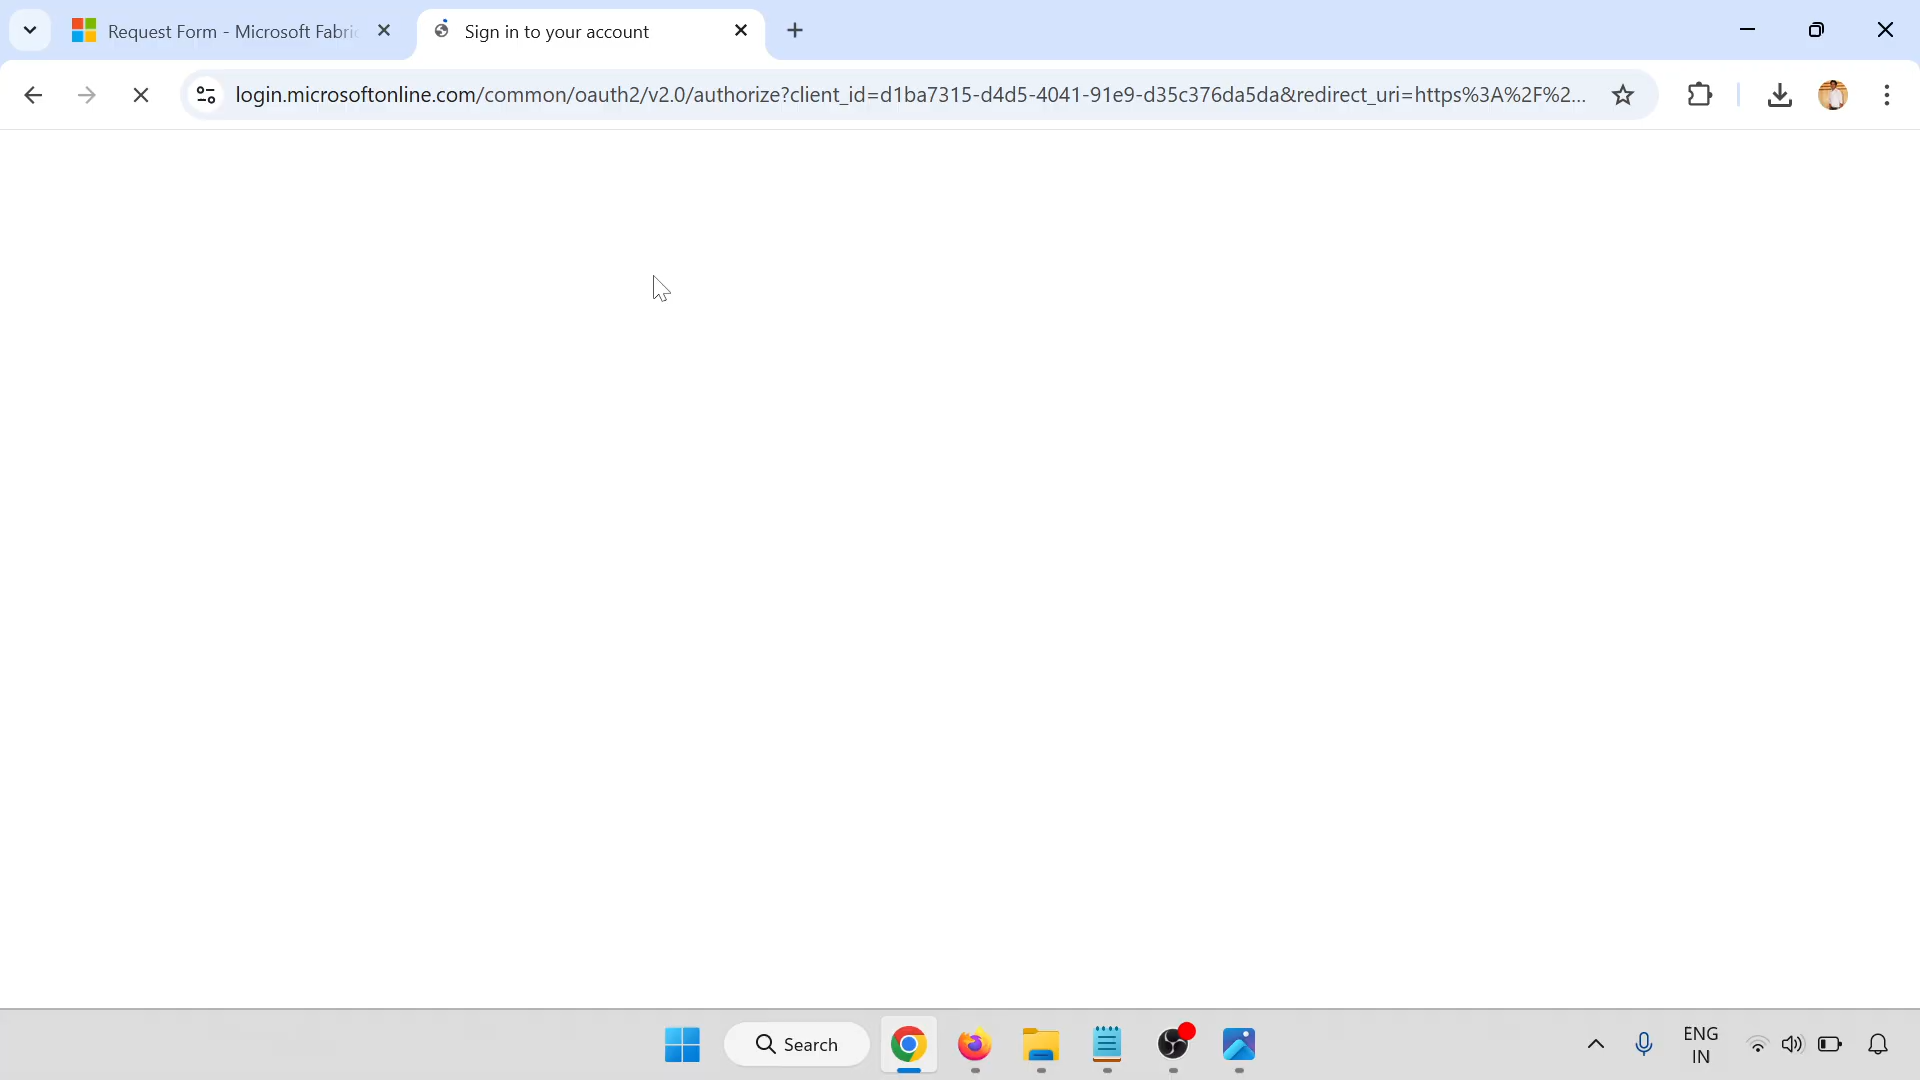 Request Form - Microsoft Fabri
Sign in to your account
login.microsoftonline.com/common/oauth2/v2.0/authorize?client_id=d1ba7315-d4d5-4041-91e9-d35c376da5da&redirect_uri=https%3A%2F%2...
Search
ENG
IN